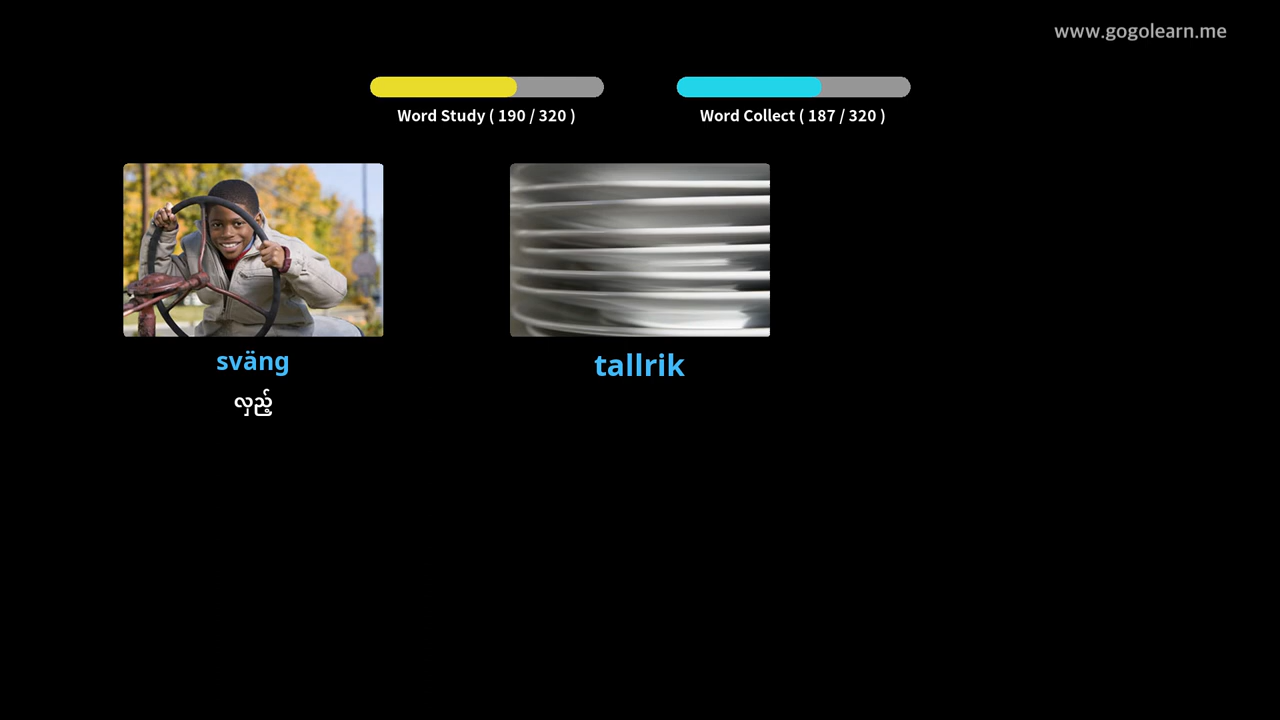 www.gogolearn.me
Word Study ( 190 / 320 )
Word Collect ( 187 / 320 )
sväng
လှည့်
tallrik